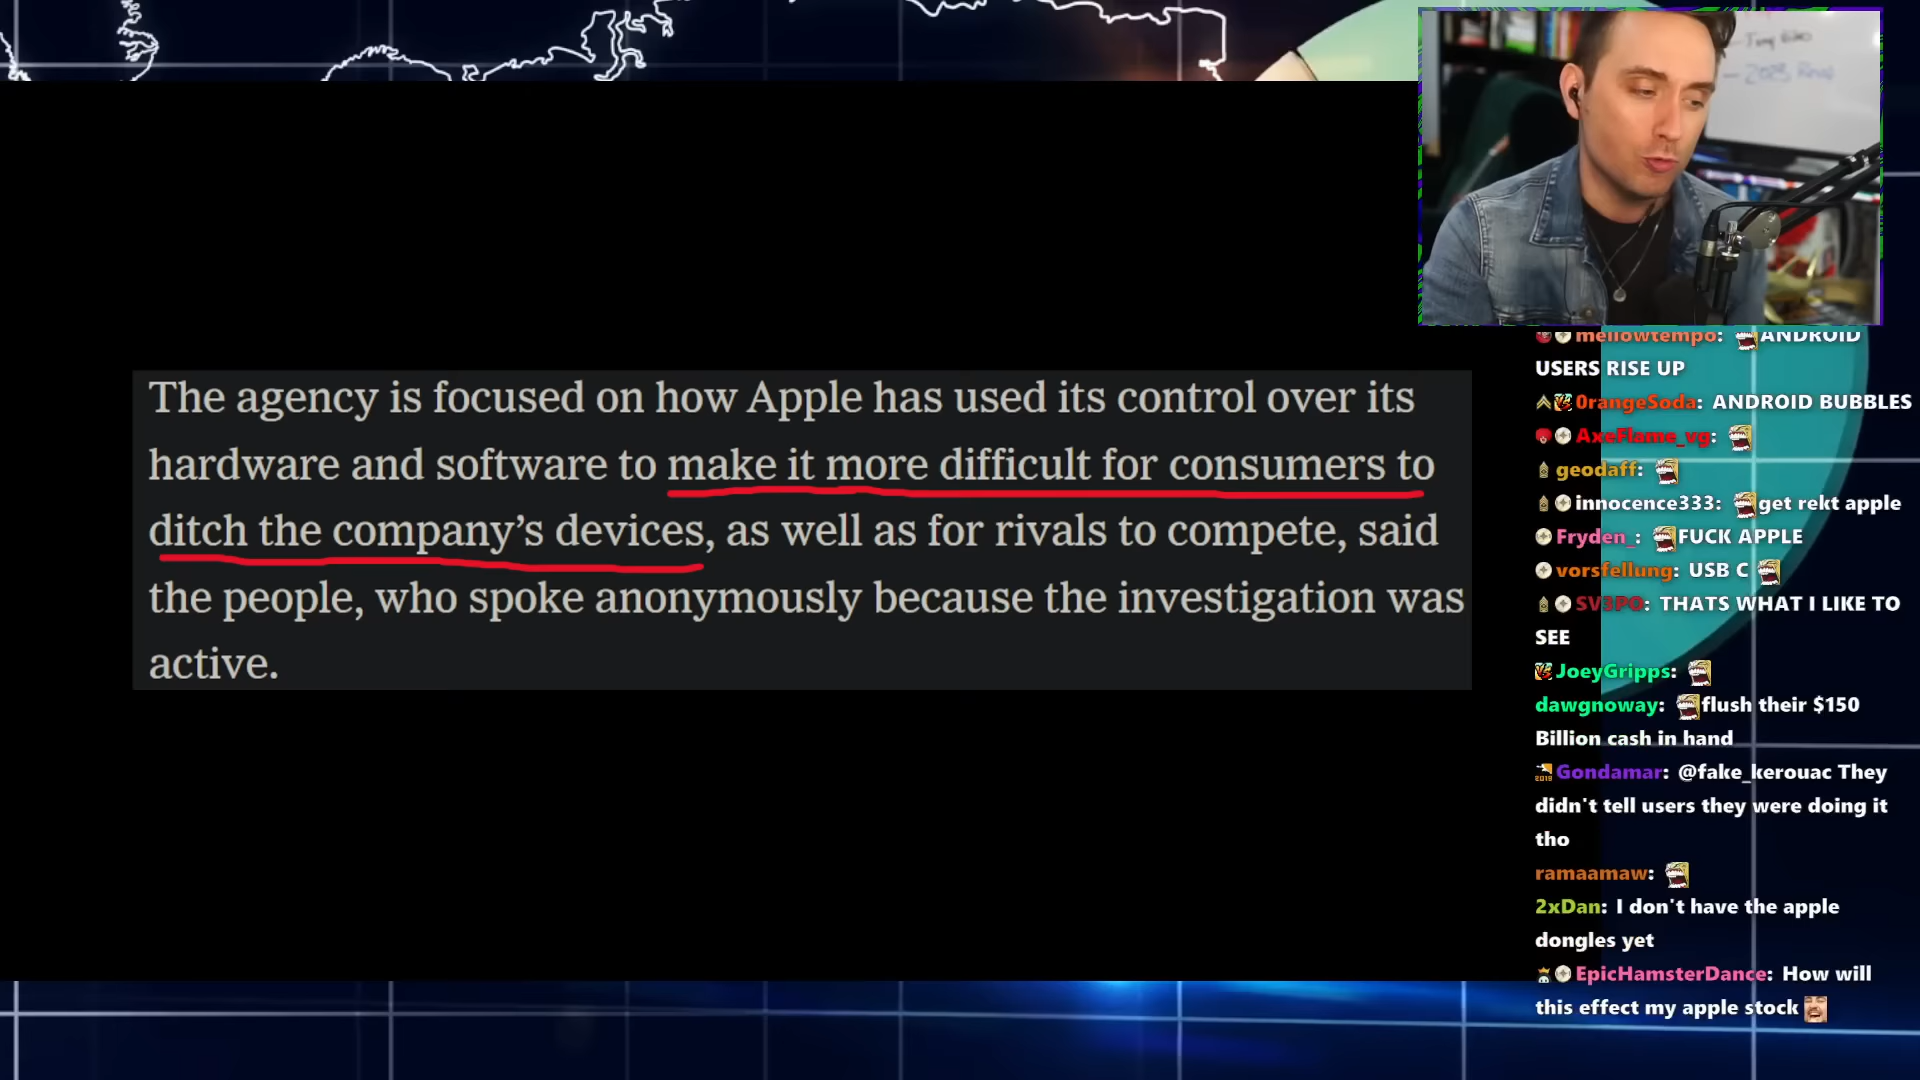 The agency is focused on how Apple has used its control over its
hardware and software to make it more difficult for consumers to
ditch the company’s devices, as well as for rivals to compete, said
the people, who spoke anonymously because the investigation was
active.
mellowtempo: ANDROID
USERS RISE UP
0rangeSoda: ANDROID BUBBLES
AxeFlame_vg:
geodaff:
innocence333: get rekt apple
Fryden_: FUCK APPLE
vorsfellung: USB C
SV3PO: THATS WHAT I LIKE TO
SEE
JoeyGripps:
dawgnoway: flush their $150
Billion cash in hand
Gondamar: @fake_kerouac They
didn't tell users they were doing it
tho
ramaamaw:
2xDan: I don't have the apple
dongles yet
EpicHamsterDance: How will
this effect my apple stock